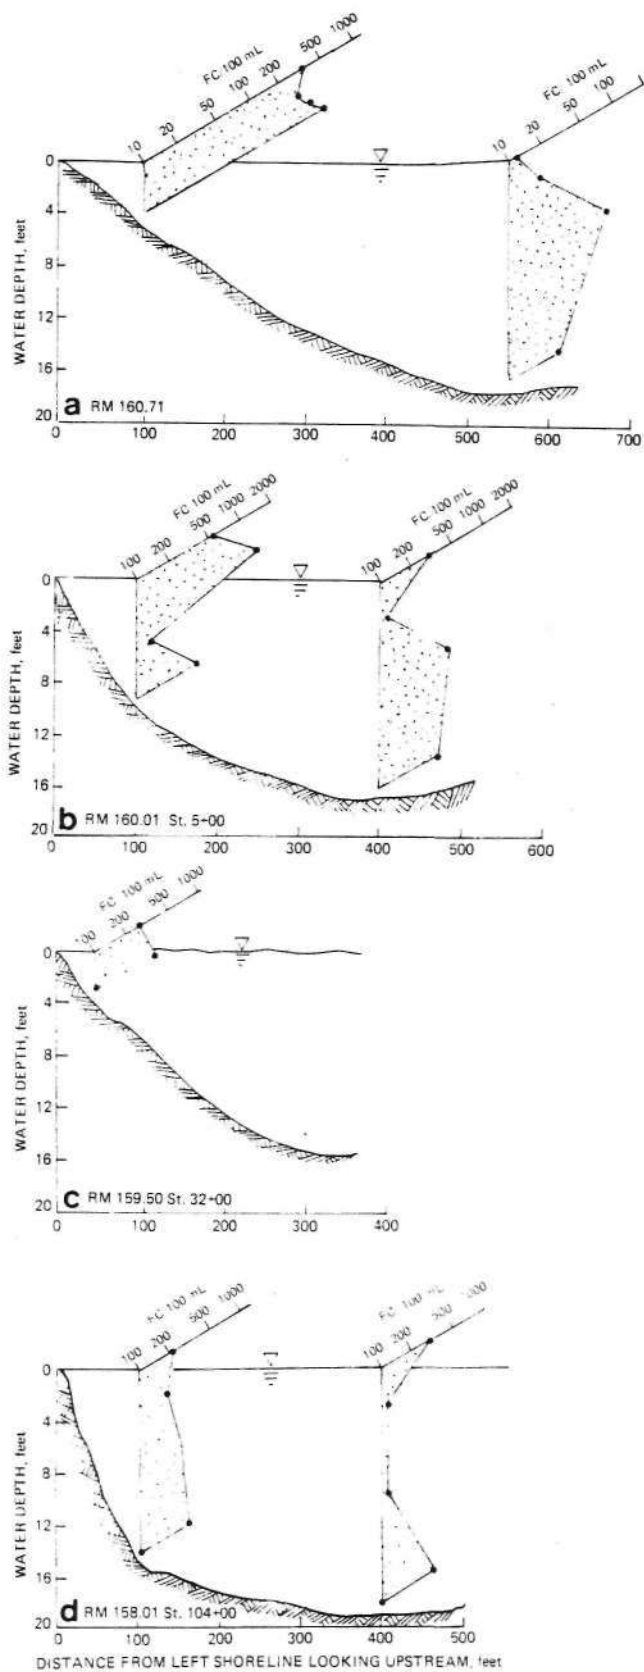 FC 100 mL
10 20 50 100 200 500 1000
FC 100 mL
10 20 50 100
WATER DEPTH, feet
0
4
8
12
16
20
a RM 160.71
0 100 200 300 400 500 600 700
FC 100 mL
100 200 500 1000 2000
FC 100 mL
100 200 500 1000 2000
WATER DEPTH, feet
0
4
8
12
16
20
b RM 160.01 St. 5+00
0 100 200 300 400 500 600
FC 100 mL
100 200 500 1000
WATER DEPTH, feet
0
4
8
12
16
20
c RM 159.50 St. 32+00
0 100 200 300 400
FC 100 mL
100 200 500 1000
FC 100 mL
100 200 500 1000
WATER DEPTH, feet
0
4
8
12
16
20
d RM 158.01 St. 104+00
0 100 200 300 400 500
DISTANCE FROM LEFT SHORELINE LOOKING UPSTREAM, feet